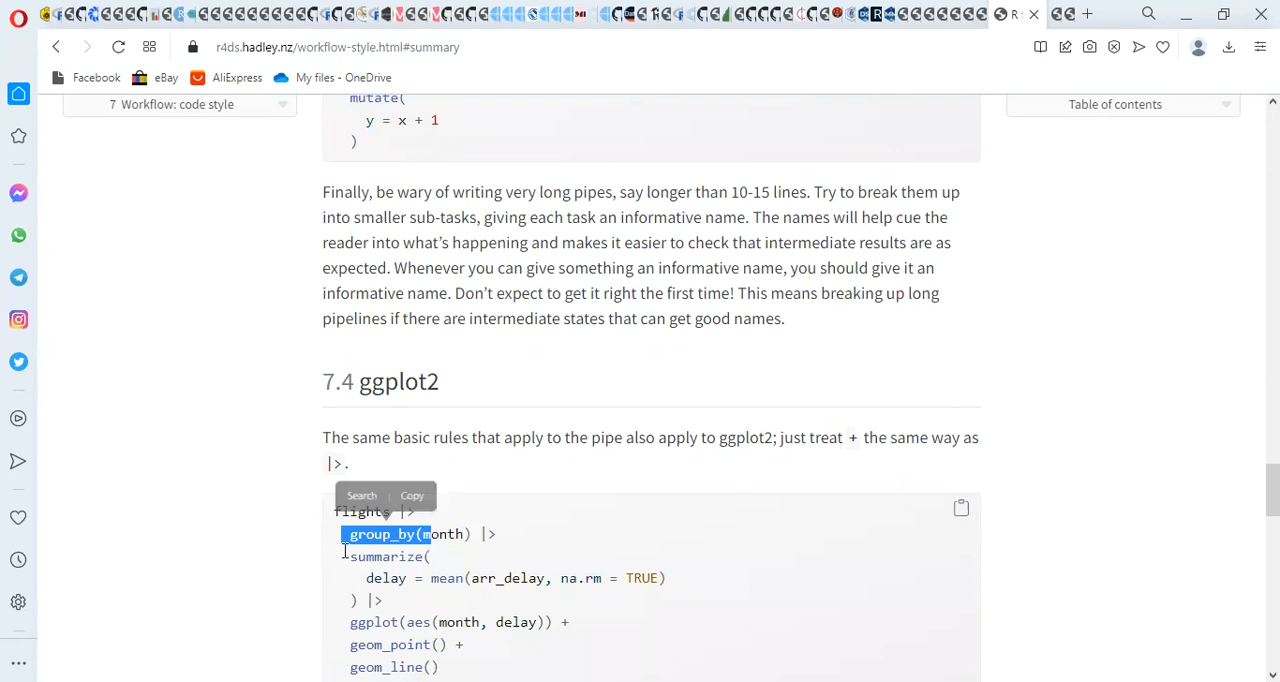 R
r4ds.hadley.nz/workflow-style.html#summary
Facebook
eBay
AliExpress
My files - OneDrive
7 Workflow: code style
Table of contents
mutate(
y = x + 1
)
Finally, be wary of writing very long pipes, say longer than 10-15 lines. Try to break them up
into smaller sub-tasks, giving each task an informative name. The names will help cue the
reader into what’s happening and makes it easier to check that intermediate results are as
expected. Whenever you can give something an informative name, you should give it an
informative name. Don’t expect to get it right the first time! This means breaking up long
pipelines if there are intermediate states that can get good names.
7.4 ggplot2
The same basic rules that apply to the pipe also apply to ggplot2; just treat + the same way as
|>.
Search Copy
flights |>
group_by(month) |>
summarize(
delay = mean(arr_delay, na.rm = TRUE)
) |>
ggplot(aes(month, delay)) +
geom_point() +
geom_line()